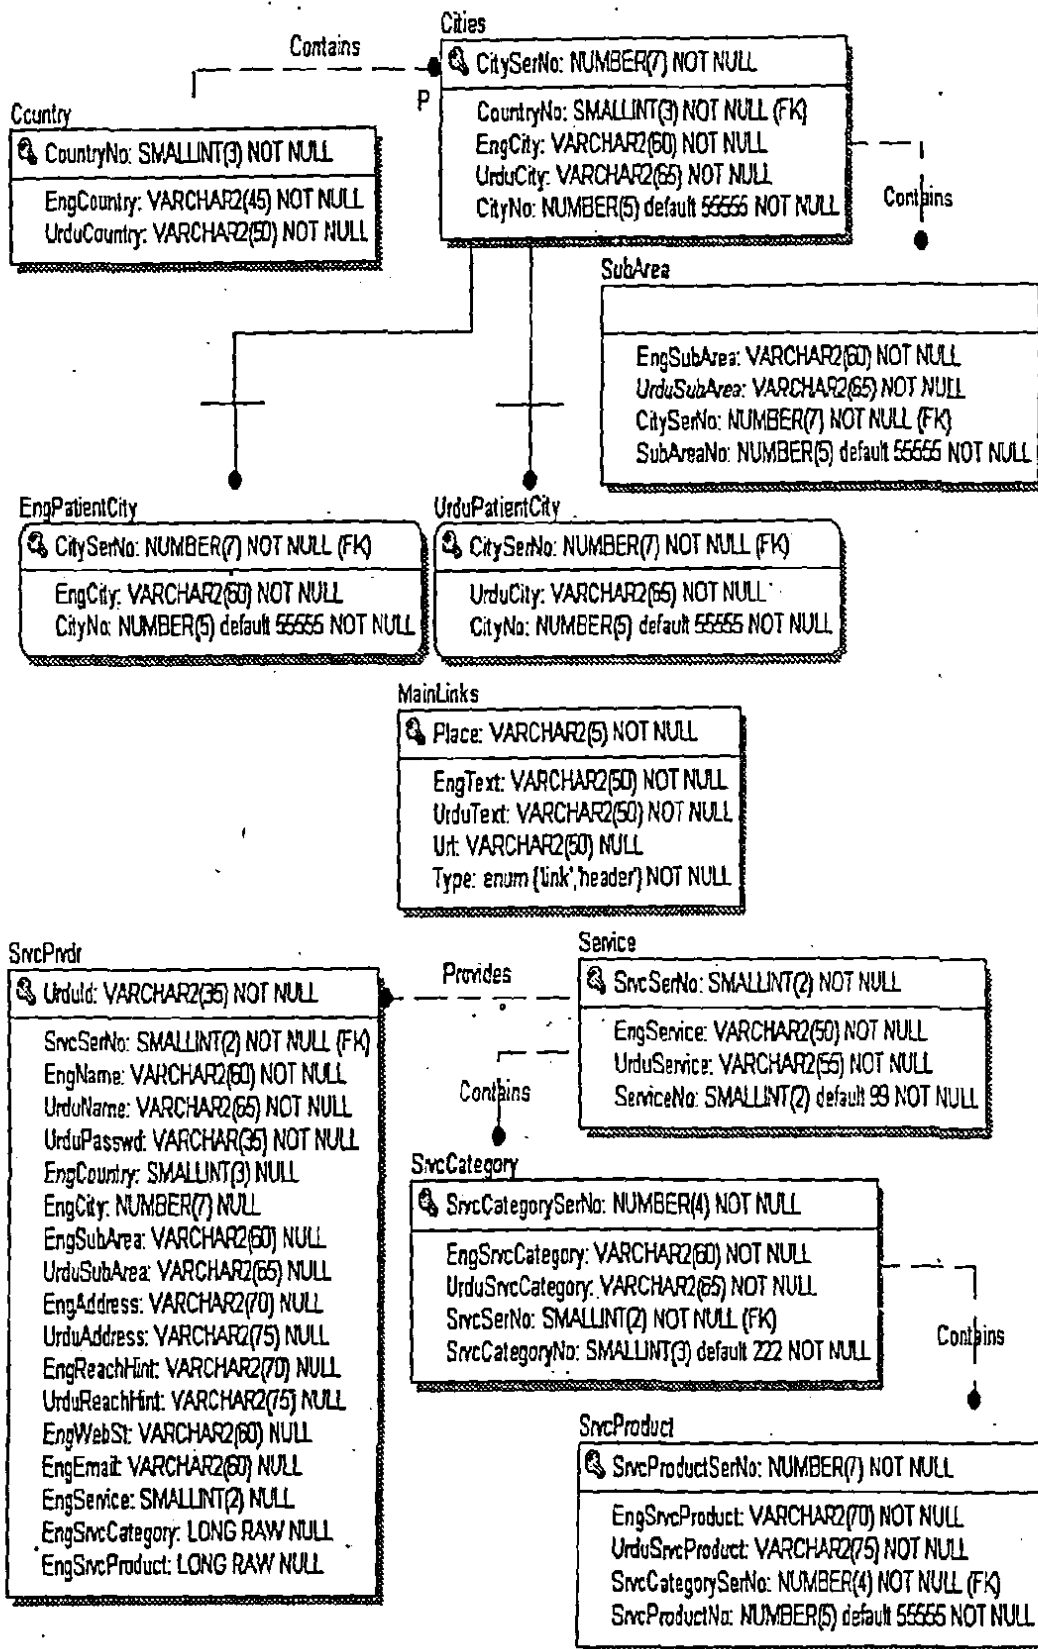 Cities
Contains
CitySerNo: NUMBER(7) NOT NULL
P
CountryNo: SMALLINT(3) NOT NULL (FK)
EngCity: VARCHAR2(60) NOT NULL
UrduCity: VARCHAR2(65) NOT NULL
CityNo: NUMBER(5) default 55555 NOT NULL
Country
CountryNo: SMALLINT(3) NOT NULL
EngCountry: VARCHAR2(45) NOT NULL
UrduCountry: VARCHAR2(50) NOT NULL
Contains
SubArea
EngSubArea: VARCHAR2(60) NOT NULL
UrduSubArea: VARCHAR2(65) NOT NULL
CitySerNo: NUMBER(7) NOT NULL (FK)
SubAreaNo: NUMBER(5) default 55555 NOT NULL
EngPatientCity
CitySerNo: NUMBER(7) NOT NULL (FK)
EngCity: VARCHAR2(60) NOT NULL
CityNo: NUMBER(5) default 55555 NOT NULL
UrduPatientCity
CitySerNo: NUMBER(7) NOT NULL (FK)
UrduCity: VARCHAR2(65) NOT NULL
CityNo: NUMBER(5) default 55555 NOT NULL
MainLinks
Place: VARCHAR2(5) NOT NULL
EngText: VARCHAR2(50) NOT NULL
UrduText: VARCHAR2(50) NOT NULL
Url: VARCHAR2(50) NULL
Type: enum ('link','header') NOT NULL
SrvcPrvdr
UrduId: VARCHAR2(35) NOT NULL
SrvcSerNo: SMALLINT(2) NOT NULL (FK)
EngName: VARCHAR2(60) NOT NULL
UrduName: VARCHAR2(65) NOT NULL
UrduPasswd: VARCHAR(35) NOT NULL
EngCountry: SMALLINT(3) NULL
EngCity: NUMBER(7) NULL
EngSubArea: VARCHAR2(60) NULL
UrduSubArea: VARCHAR2(65) NULL
EngAddress: VARCHAR2(70) NULL
UrduAddress: VARCHAR2(75) NULL
EngReachHint: VARCHAR2(70) NULL
UrduReachHint: VARCHAR2(75) NULL
EngWebSt: VARCHAR2(60) NULL
EngEmail: VARCHAR2(60) NULL
EngService: SMALLINT(2) NULL
EngSrvcCategory: LONG RAW NULL
EngSrvcProduct: LONG RAW NULL
Provides
Service
SrvcSerNo: SMALLINT(2) NOT NULL
EngService: VARCHAR2(50) NOT NULL
UrduService: VARCHAR2(55) NOT NULL
ServiceNo: SMALLINT(2) default 99 NOT NULL
Contains
SrvcCategory
SrvcCategorySerNo: NUMBER(4) NOT NULL
EngSrvcCategory: VARCHAR2(60) NOT NULL
UrduSrvcCategory: VARCHAR2(65) NOT NULL
SrvcSerNo: SMALLINT(2) NOT NULL (FK)
SrvcCategoryNo: SMALLINT(3) default 222 NOT NULL
Contains
SrvcProduct
SrvcProductSerNo: NUMBER(7) NOT NULL
EngSrvcProduct: VARCHAR2(70) NOT NULL
UrduSrvcProduct: VARCHAR2(75) NOT NULL
SrvcCategorySerNo: NUMBER(4) NOT NULL (FK)
SrvcProductNo: NUMBER(5) default 55555 NOT NULL